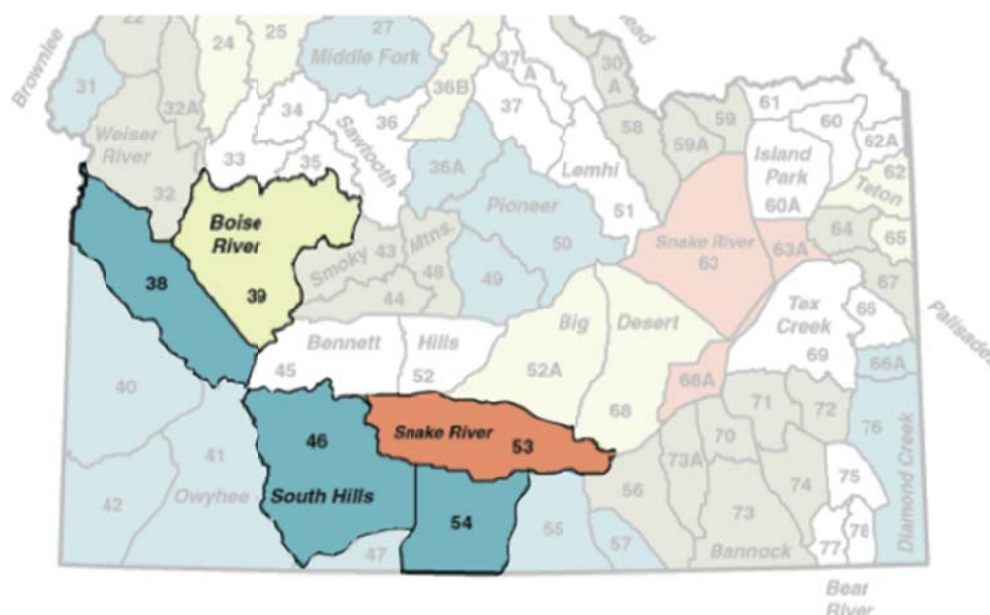 22
24
25
27
Middle Fork
Brownlee
31
32A
Weiser
River
32
33
34
35
36
Sawtooth
36B
37
A
37
36A
Lemhi
51
30
A
58
59A
59
61
60
62A
Island
Park
60A
62
Teton
64
65
67
Palisades
Boise
River
39
38
Smoky
43
Mtns.
48
44
49
Pioneer
50
Snake River
63
63A
Tex
Creek
69
66
66A
Bennett
Hills
45
52
Big
Desert
52A
68
68A
40
41
42
Owyhee
46
South Hills
47
Snake River
53
54
55
56
57
73A
70
71
72
73
74
Bannock
75
76
77
78
Diamond Creek
Bear
River